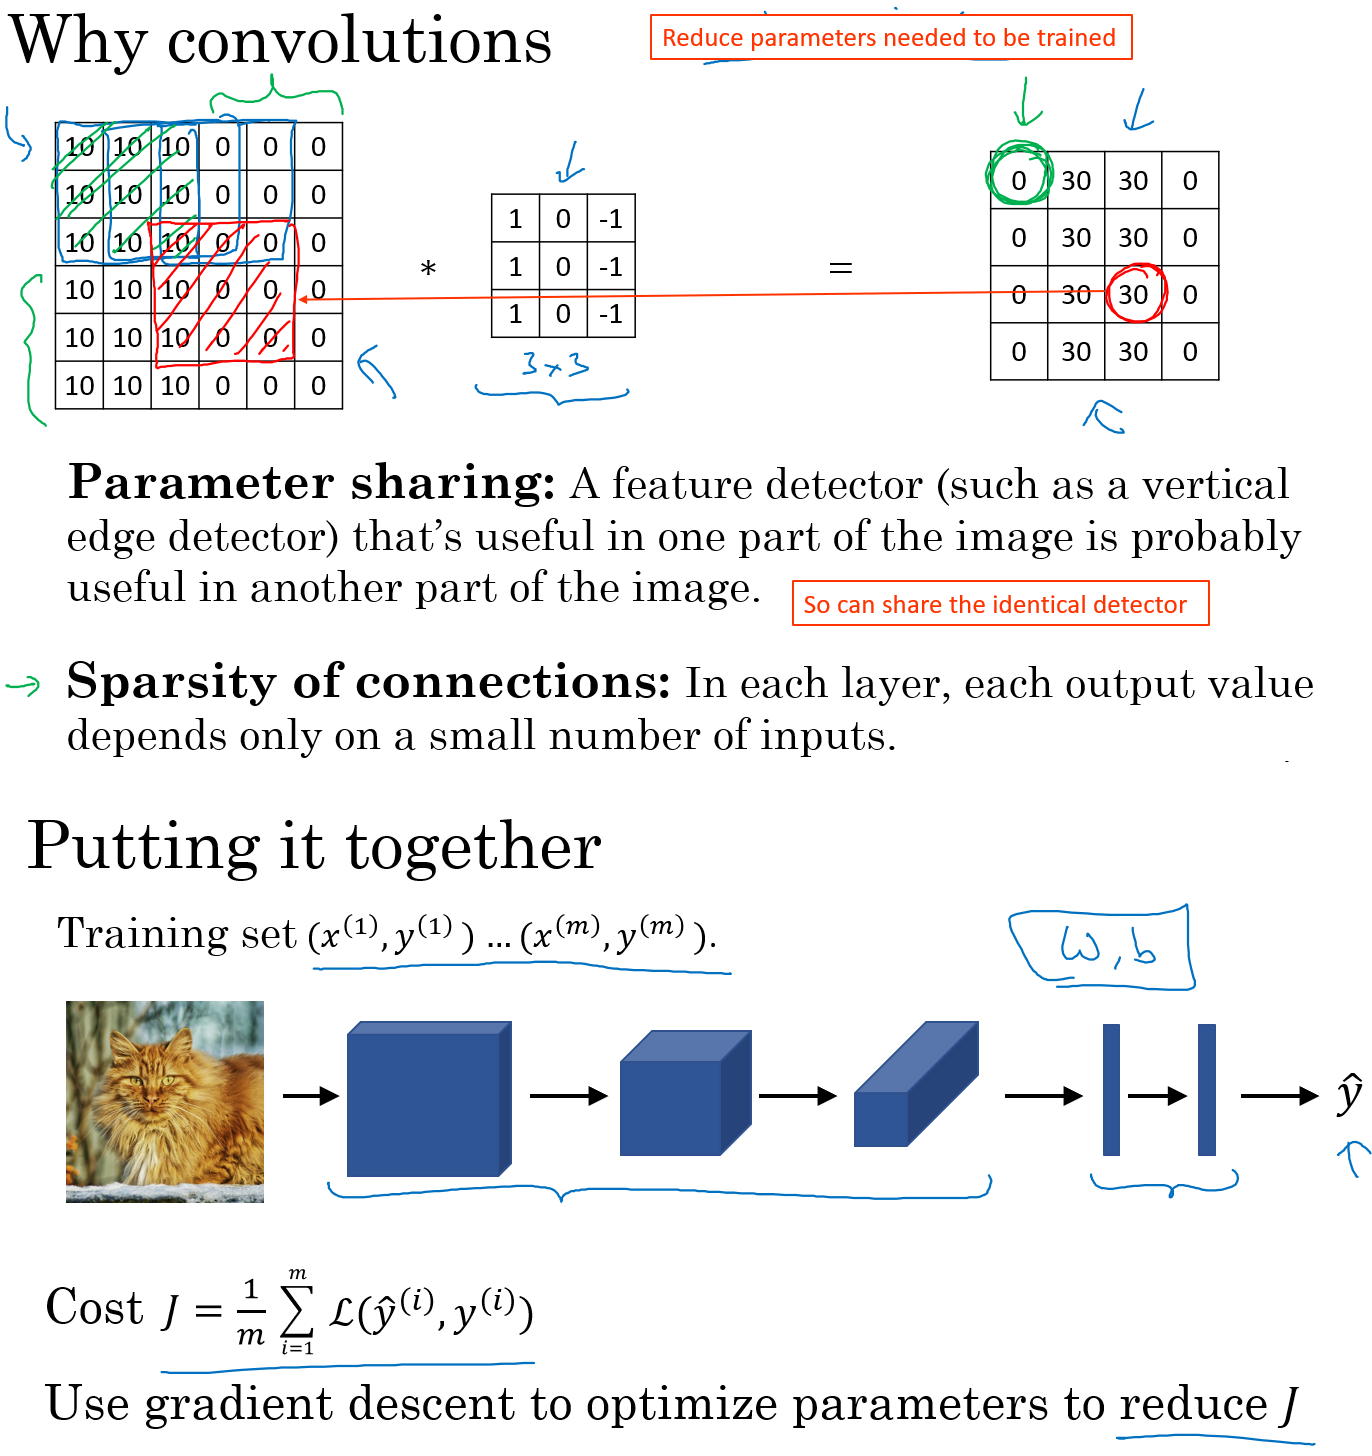 Why convolutions
Reduce parameters needed to be trained
10 10 10 0 0 0
10 10 10 0 0 0
10 10 10 0 0 0
10 10 10 0 0 0
10 10 10 0 0 0
10 10 10 0 0 0
*
1 0 -1
1 0 -1
1 0 -1
3 × 3
=
0 30 30 0
0 30 30 0
0 30 30 0
0 30 30 0
Parameter sharing: A feature detector (such as a vertical
edge detector) that’s useful in one part of the image is probably
useful in another part of the image.
So can share the identical detector
Sparsity of connections: In each layer, each output value
depends only on a small number of inputs.
Putting it together
Training set (x^(1), y^(1)) … (x^(m), y^(m)).
ω, b
ŷ
Cost J = 1/m ∑_{i=1}^{m} ℒ(ŷ^(i), y^(i))
Use gradient descent to optimize parameters to reduce J